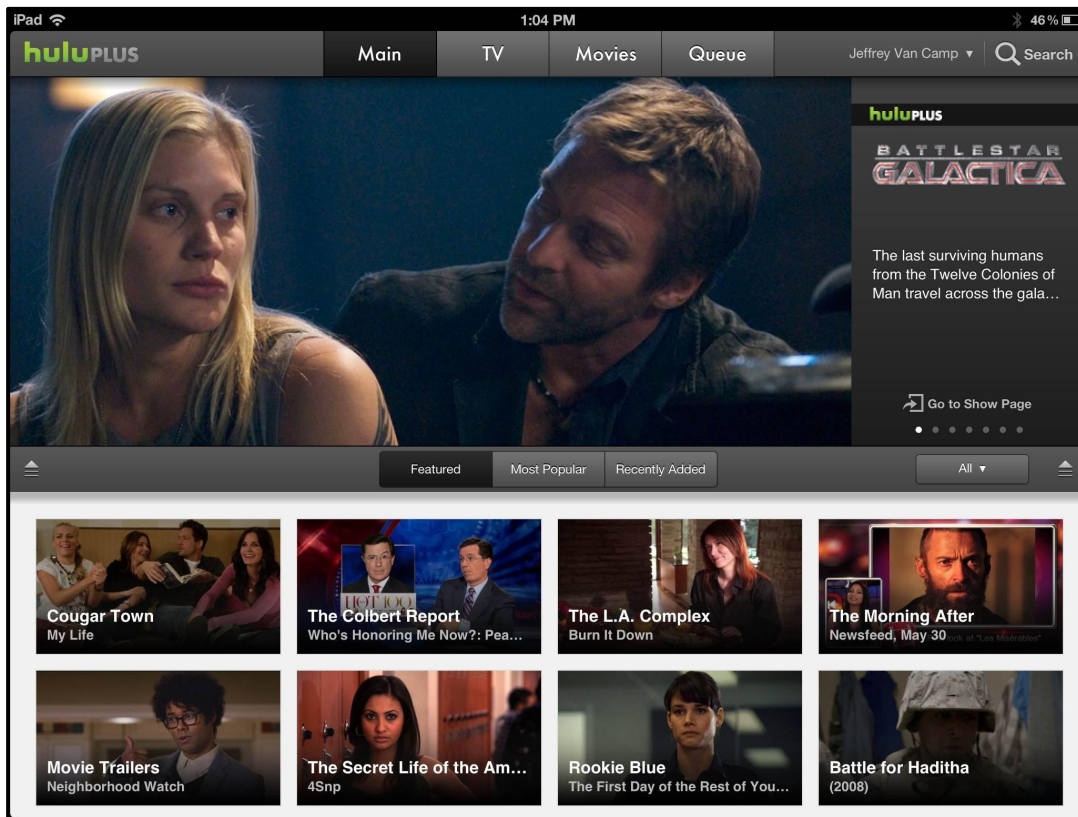 iPad 1:04 PM 46%
huluPLUS Main TV Movies Queue Jeffrey Van Camp ▼ Search
huluPLUS
BATTLESTAR
GALACTICA
The last surviving humans
from the Twelve Colonies of
Man travel across the gala…
Go to Show Page
Featured Most Popular Recently Added All ▼
HOT 100
Cougar Town
My Life
The Colbert Report
Who's Honoring Me Now?: Pea…
The L.A. Complex
Burn It Down
The Morning After
Newsfeed, May 30
look at "Les Misérables"
Movie Trailers
Neighborhood Watch
The Secret Life of the Am…
4Snp
Rookie Blue
The First Day of the Rest of You…
Battle for Haditha
(2008)